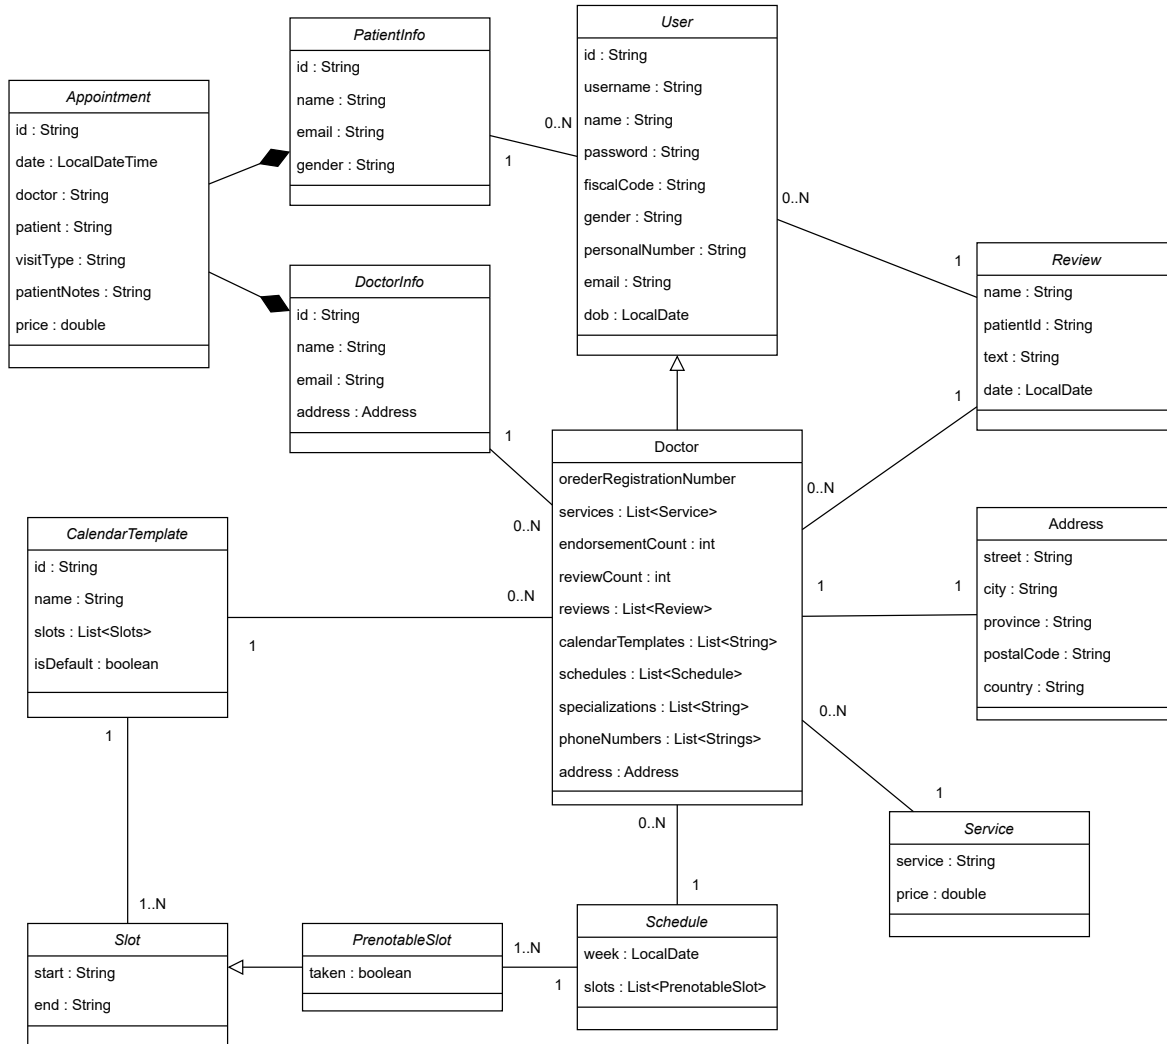 PatientInfo
id : String
name : String
email : String
gender : String
User
id : String
username : String
name : String
password : String
fiscalCode : String
gender : String
personalNumber : String
email : String
dob : LocalDate
Appointment
id : String
date : LocalDateTime
doctor : String
patient : String
visitType : String
patientNotes : String
price : double
0..N
1
0..N
1
Review
name : String
patientId : String
text : String
date : LocalDate
DoctorInfo
id : String
name : String
email : String
address : Address
1
0..N
1
0..N
Doctor
orederRegistrationNumber
services : List<Service>
endorsementCount : int
reviewCount : int
reviews : List<Review>
calendarTemplates : List<String>
schedules : List<Schedule>
specializations : List<String>
phoneNumbers : List<Strings>
address : Address
Address
street : String
city : String
province : String
postalCode : String
country : String
1
1
CalendarTemplate
id : String
name : String
slots : List<Slots>
isDefault : boolean
0..N
1
0..N
1
Service
service : String
price : double
1
1..N
0..N
1
Slot
start : String
end : String
PrenotableSlot
taken : boolean
1..N
1
Schedule
week : LocalDate
slots : List<PrenotableSlot>